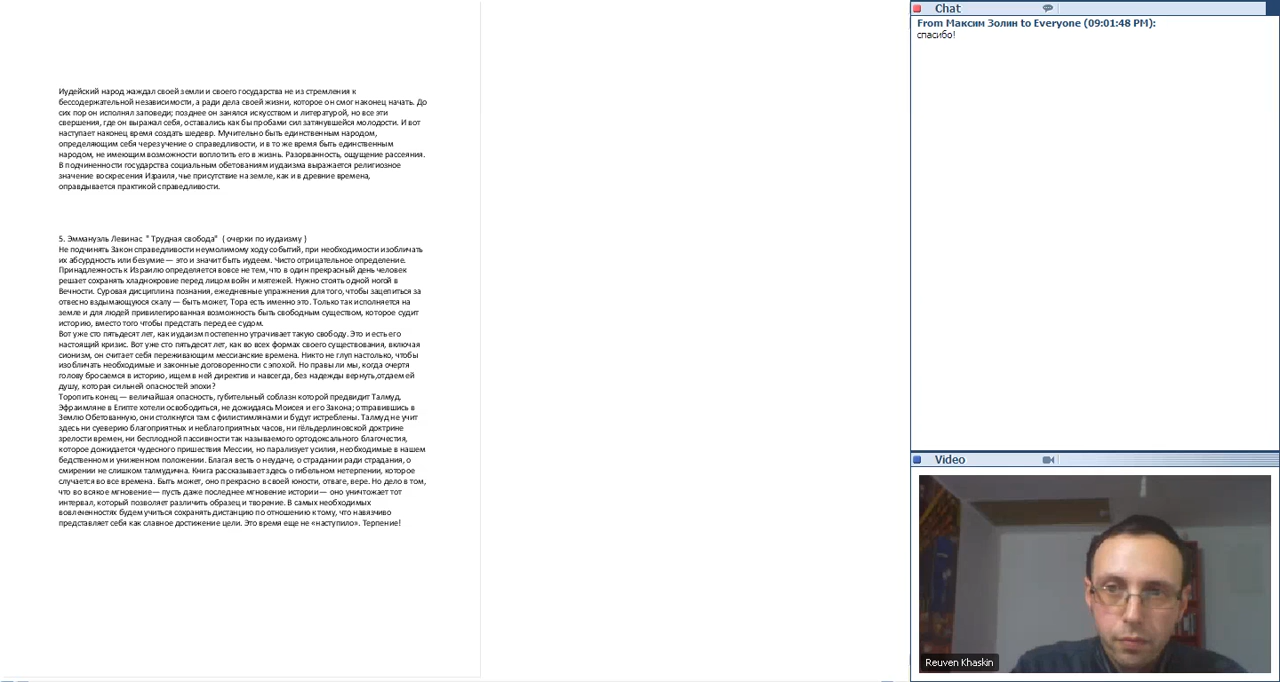 Иудейский народ жаждал своей земли и своего государства не из стремления к
бессодержательной независимости, а ради дела своей жизни, которое он смог наконец начать. До
сих пор он исполнял заповеди; позднее он занялся искусством и литературой, но все эти
свершения, где он выражал себя, оставались как бы пробами сил затянувшейся молодости. И вот
наступает наконец время создать шедевр. Мучительно быть единственным народом,
определяющим себя через учение о справедливости, и в то же время быть единственным
народом, не имеющим возможности воплотить его в жизнь. Разорванность, ощущение рассеяния.
В подчиненности государства социальным обетованиям иудаизма выражается религиозное
значение воскресения Израиля, чье присутствие на земле, как и в древние времена,
оправдывается практикой справедливости.
5. Эммануэль Левинас " Трудная свобода" ( очерки по иудаизму )
Не подчинять Закон справедливости неумолимому ходу событий, при необходимости изобличать
их абсурдность или безумие — это и значит быть иудеем. Чисто отрицательное определение.
Принадлежность к Израилю определяется вовсе не тем, что в один прекрасный день человек
решает сохранять хладнокровие перед лицом войн и мятежей. Нужно стоять одной ногой в
Вечности. Суровая дисциплина познания, ежедневные упражнения для того, чтобы зацепиться за
отвесно вздымающуюся скалу — быть может, Тора есть именно это. Только так исполняется на
земле и для людей привилегированная возможность быть свободным существом, которое судит
историю, вместо того чтобы предстать перед ее судом.
Вот уже сто пятьдесят лет, как иудаизм постепенно утрачивает такую свободу. Это и есть его
настоящий кризис. Вот уже сто пятьдесят лет, как во всех формах своего существования, включая
сионизм, он считает себя переживающим мессианские времена. Никто не глуп настолько, чтобы
изобличать необходимые и законные договоренности с эпохой. Но правы ли мы, когда очертя
голову бросаемся в историю, ищем в ней директив и навсегда, без надежды вернуть,отдаем ей
душу, которая сильней опасностей эпохи?
Торопить конец — величайшая опасность, губительный соблазн которой предвидит Талмуд.
Эфраимляне в Египте хотели освободиться, не дожидаясь Моисея и его Закона; отправившись в
Землю Обетованную, они столкнутся там с филистимлянами и будут истреблены. Талмуд не учит
здесь ни суеверию благоприятных и неблагоприятных часов, ни гёльдерлиновской доктрине
зрелости времен, ни бесплодной пассивности так называемого ортодоксального благочестия,
которое дожидается чудесного пришествия Мессии, но парализует усилия, необходимые в нашем
бедственном и униженном положении. Благая весть о неудаче, о страдании ради страдания, о
смирении не слишком талмудична. Книга рассказывает здесь о гибельном нетерпении, которое
случается во все времена. Быть может, оно прекрасно в своей юности, отваге, вере. Но дело в том,
что во всякое мгновение — пусть даже последнее мгновение истории — оно уничтожает тот
интервал, который позволяет различить образец и творение. В самых необходимых
вовлеченностях будем учиться сохранять дистанцию по отношению к тому, что навязчиво
представляет себя как славное достижение цели. Это время еще не «наступило». Терпение!
Chat
From Максим Золин to Everyone (09:01:48 PM):
спасибо!
Video
Reuven Khaskin